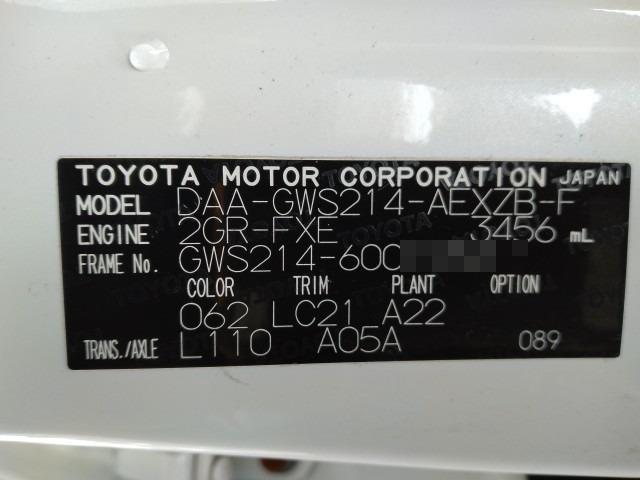 TOYOTA MOTOR CORPORATION JAPAN
MODEL DAA-GWS214-AEXZB-F
ENGINE 2GR-FXE 3456 mL
FRAME No. GWS214-600
COLOR TRIM PLANT OPTION
062 LC21 A22
TRANS./AXLE L110 A05A 089